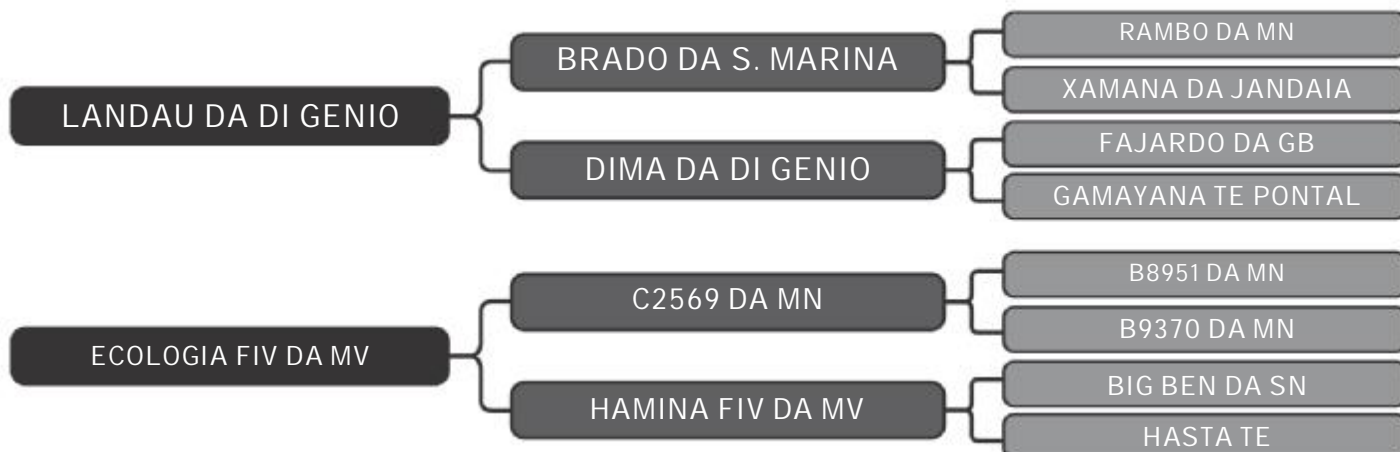 LANDAU DA DI GENIO
BRADO DA S. MARINA
RAMBO DA MN
XAMANA DA JANDAIA
DIMA DA DI GENIO
FAJARDO DA GB
GAMAYANA TE PONTAL
ECOLOGIA FIV DA MV
C2569 DA MN
B8951 DA MN
B9370 DA MN
HAMINA FIV DA MV
BIG BEN DA SN
HASTA TE